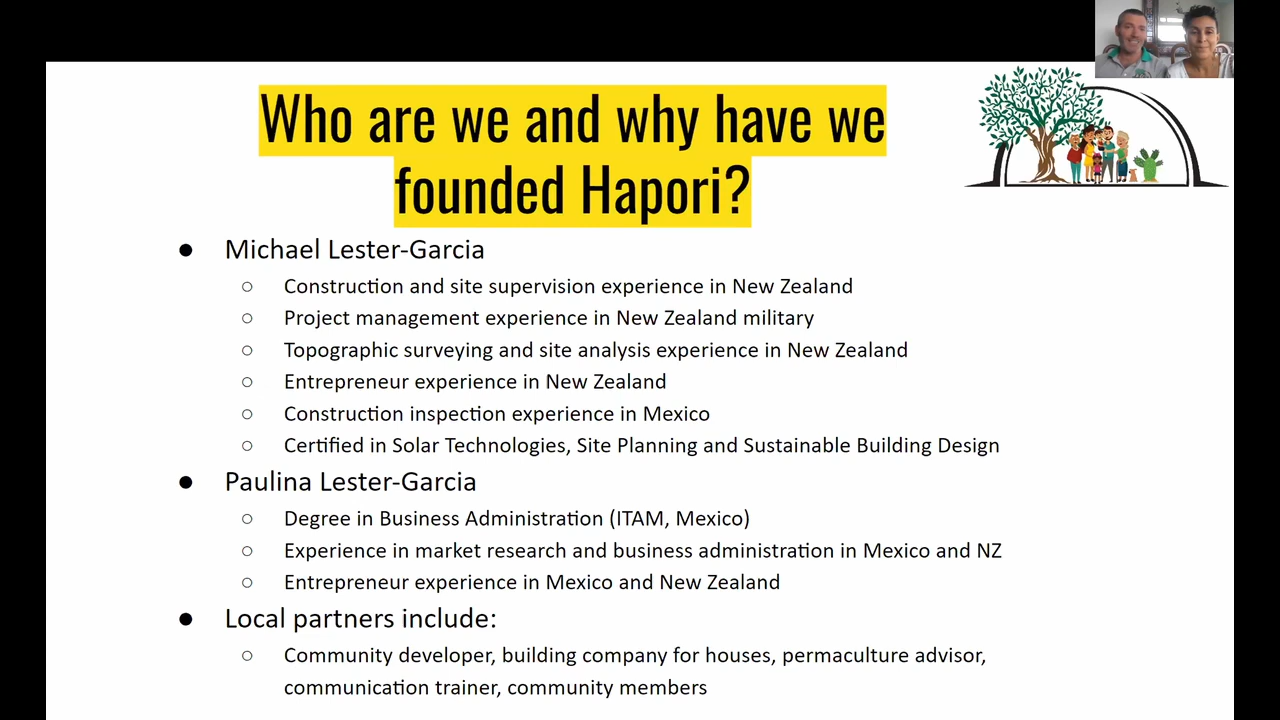 Who are we and why have we
founded Hapori?
● Michael Lester-Garcia
○ Construction and site supervision experience in New Zealand
○ Project management experience in New Zealand military
○ Topographic surveying and site analysis experience in New Zealand
○ Entrepreneur experience in New Zealand
○ Construction inspection experience in Mexico
○ Certified in Solar Technologies, Site Planning and Sustainable Building Design
● Paulina Lester-Garcia
○ Degree in Business Administration (ITAM, Mexico)
○ Experience in market research and business administration in Mexico and NZ
○ Entrepreneur experience in Mexico and New Zealand
● Local partners include:
○ Community developer, building company for houses, permaculture advisor,
communication trainer, community members